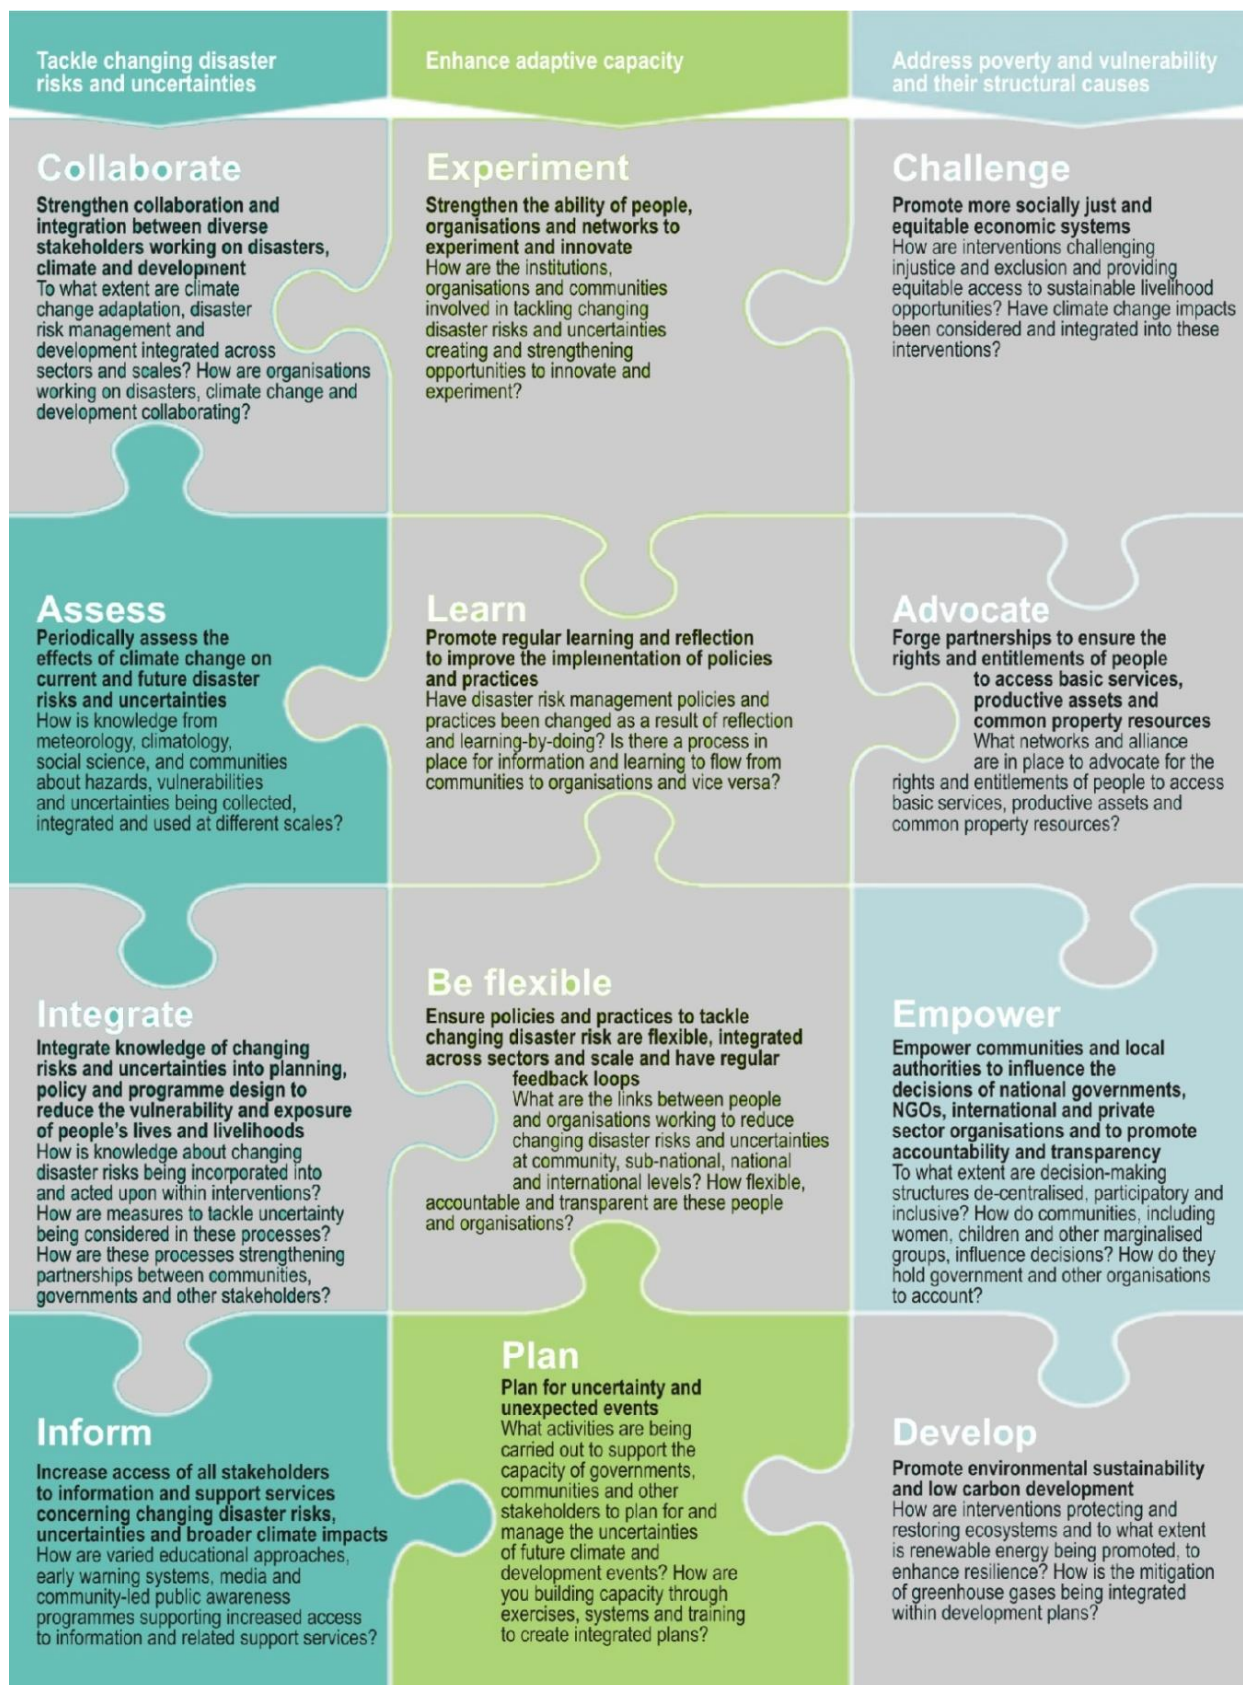 Tackle changing disaster
risks and uncertainties
Enhance adaptive capacity
Address poverty and vulnerability
and their structural causes
Collaborate
Strengthen collaboration and
integration between diverse
stakeholders working on disasters,
climate and development
To what extent are climate
change adaptation, disaster
risk management and
development integrated across
sectors and scales? How are organisations
working on disasters, climate change and
development collaborating?
Experiment
Strengthen the ability of people,
organisations and networks to
experiment and innovate
How are the institutions,
organisations and communities
involved in tackling changing
disaster risks and uncertainties
creating and strengthening
opportunities to innovate and
experiment?
Challenge
Promote more socially just and
equitable economic systems
How are interventions challenging
injustice and exclusion and providing
equitable access to sustainable livelihood
opportunities? Have climate change impacts
been considered and integrated into these
interventions?
Assess
Periodically assess the
effects of climate change on
current and future disaster
risks and uncertainties
How is knowledge from
meteorology, climatology,
social science, and communities
about hazards, vulnerabilities
and uncertainties being collected,
integrated and used at different scales?
Learn
Promote regular learning and reflection
to improve the implementation of policies
and practices
Have disaster risk management policies and
practices been changed as a result of reflection
and learning-by-doing? Is there a process in
place for information and learning to flow from
communities to organisations and vice versa?
Advocate
Forge partnerships to ensure the
rights and entitlements of people
to access basic services,
productive assets and
common property resources
What networks and alliance
are in place to advocate for the
rights and entitlements of people to access
basic services, productive assets and
common property resources?
Integrate
Integrate knowledge of changing
risks and uncertainties into planning,
policy and programme design to
reduce the vulnerability and exposure
of people's lives and livelihoods
How is knowledge about changing
disaster risks being incorporated into
and acted upon within interventions?
How are measures to tackle uncertainty
being considered in these processes?
How are these processes strengthening
partnerships between communities,
governments and other stakeholders?
Be flexible
Ensure policies and practices to tackle
changing disaster risk are flexible, integrated
across sectors and scale and have regular
feedback loops
What are the links between people
and organisations working to reduce
changing disaster risks and uncertainties
at community, sub-national, national
and international levels? How flexible,
accountable and transparent are these people
and organisations?
Empower
Empower communities and local
authorities to influence the
decisions of national governments,
NGOs, international and private
sector organisations and to promote
accountability and transparency
To what extent are decision-making
structures de-centralised, participatory and
inclusive? How do communities, including
women, children and other marginalised
groups, influence decisions? How do they
hold government and other organisations
to account?
Inform
Increase access of all stakeholders
to information and support services
concerning changing disaster risks,
uncertainties and broader climate impacts
How are varied educational approaches,
early warning systems, media and
community-led public awareness
programmes supporting increased access
to information and related support services?
Plan
Plan for uncertainty and
unexpected events
What activities are being
carried out to support the
capacity of governments,
communities and other
stakeholders to plan for and
manage the uncertainties
of future climate and
development events? How are
you building capacity through
exercises, systems and training
to create integrated plans?
Develop
Promote environmental sustainability
and low carbon development
How are interventions protecting and
restoring ecosystems and to what extent
is renewable energy being promoted, to
enhance resilience? How is the mitigation
of greenhouse gases being integrated
within development plans?